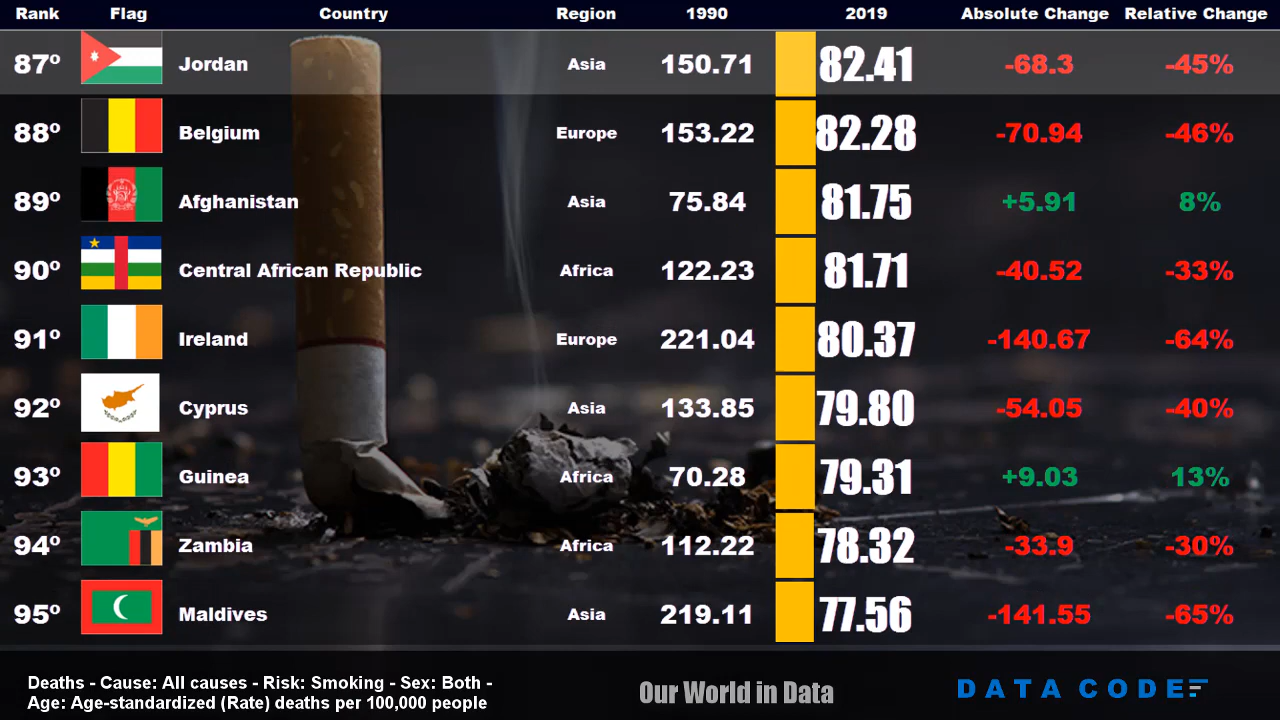 Rank Flag Country Region 1990 2019 Absolute Change Relative Change
87º Jordan Asia 150.71 82.41 -68.3 -45%
88º Belgium Europe 153.22 82.28 -70.94 -46%
89º Afghanistan Asia 75.84 81.75 +5.91 8%
90º Central African Republic Africa 122.23 81.71 -40.52 -33%
91º Ireland Europe 221.04 80.37 -140.67 -64%
92º Cyprus Asia 133.85 79.80 -54.05 -40%
93º Guinea Africa 70.28 79.31 +9.03 13%
94º Zambia Africa 112.22 78.32 -33.9 -30%
95º Maldives Asia 219.11 77.56 -141.55 -65%
Deaths - Cause: All causes - Risk: Smoking - Sex: Both -
Age: Age-standardized (Rate) deaths per 100,000 people
Our World in Data
DATA CODE